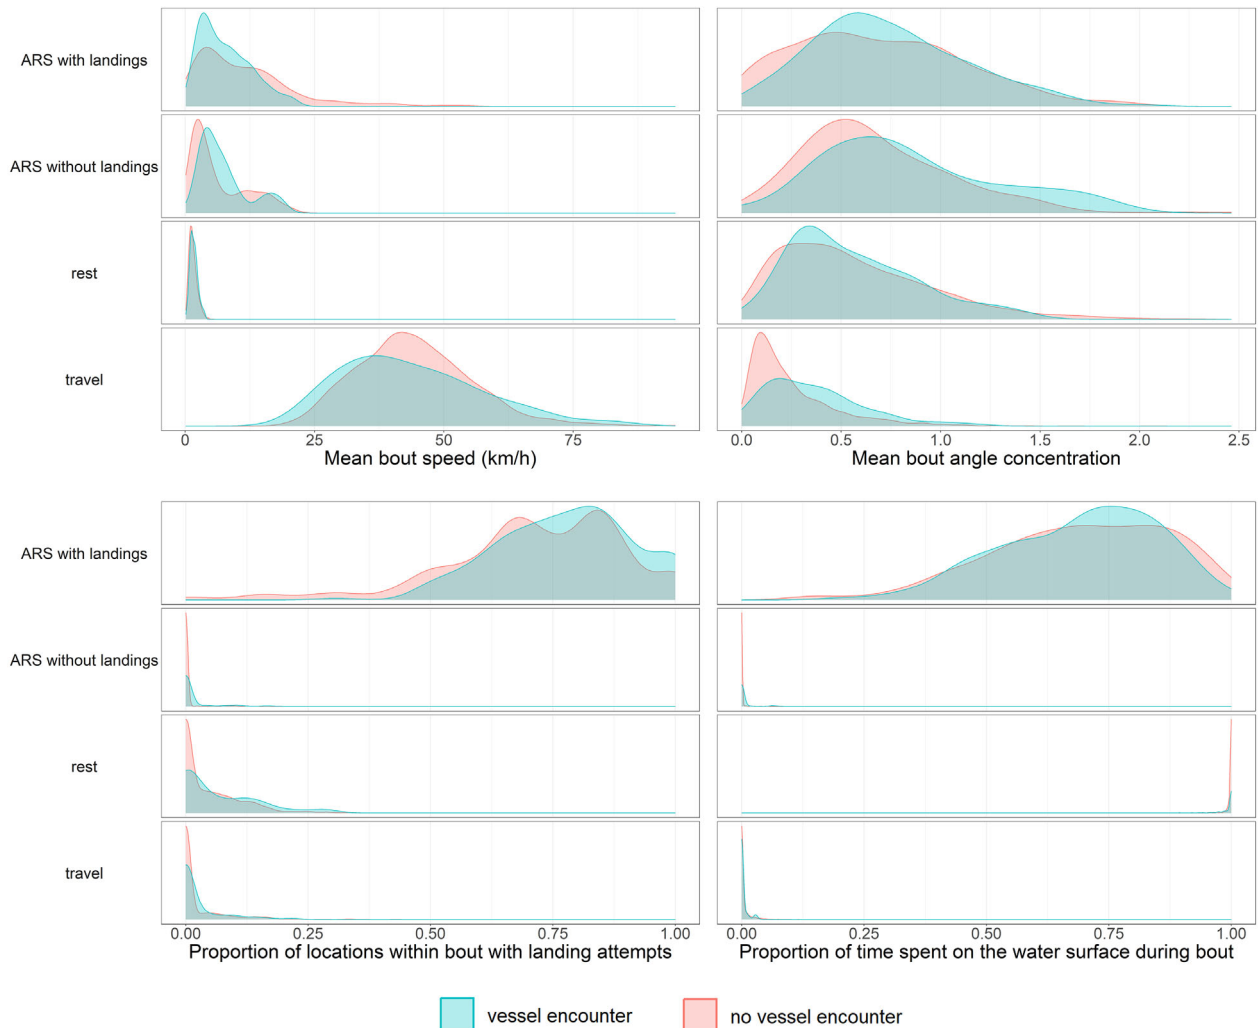 ARS with landings
ARS without landings
rest
travel
0 25 50 75
0.0 0.5 1.0 1.5 2.0 2.5
Mean bout speed (km/h)
Mean bout angle concentration
ARS with landings
ARS without landings
rest
travel
0.00 0.25 0.50 0.75 1.00
0.00 0.25 0.50 0.75 1.00
Proportion of locations within bout with landing attempts
Proportion of time spent on the water surface during bout
vessel encounter
no vessel encounter